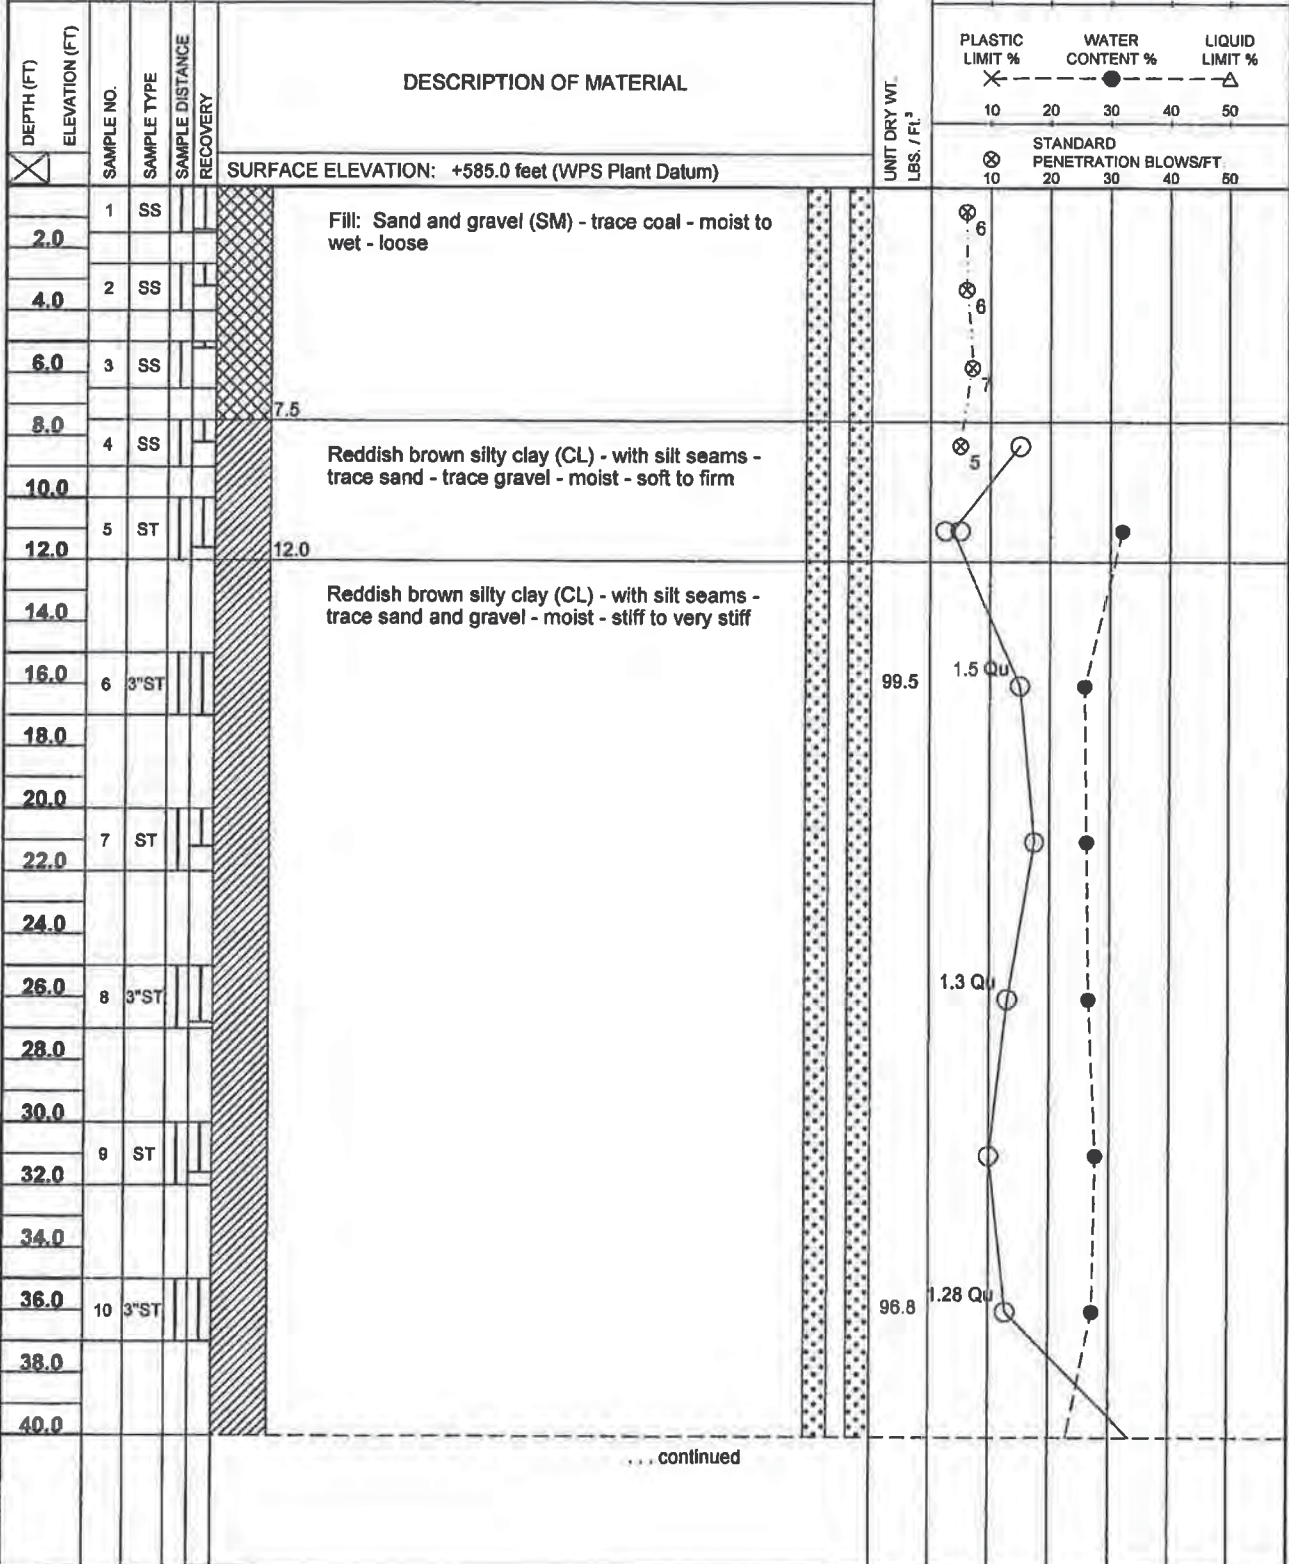 DEPTH (FT)
ELEVATION (FT)
SAMPLE NO.
SAMPLE TYPE
SAMPLE DISTANCE
RECOVERY
DESCRIPTION OF MATERIAL
SURFACE ELEVATION: +585.0 feet (WPS Plant Datum)
UNIT DRY WT.
LBS. / Ft.³
PLASTIC LIMIT %
WATER CONTENT %
LIQUID LIMIT %
10 20 30 40 50
STANDARD
PENETRATION BLOWS/FT.
10 20 30 40 50
1 SS
Fill: Sand and gravel (SM) - trace coal - moist to
wet - loose
6
2.0
2 SS
6
4.0
6.0
3 SS
7
7.5
8.0
4 SS
Reddish brown silty clay (CL) - with silt seams -
trace sand - trace gravel - moist - soft to firm
5
10.0
5 ST
12.0
12.0
Reddish brown silty clay (CL) - with silt seams -
trace sand and gravel - moist - stiff to very stiff
14.0
16.0
6 3"ST
99.5
1.5 Qu
18.0
20.0
7 ST
22.0
24.0
26.0
8 3"ST
1.3 Qu
28.0
30.0
9 ST
32.0
34.0
36.0
10 3"ST
96.8
1.28 Qu
38.0
40.0
. . . continued